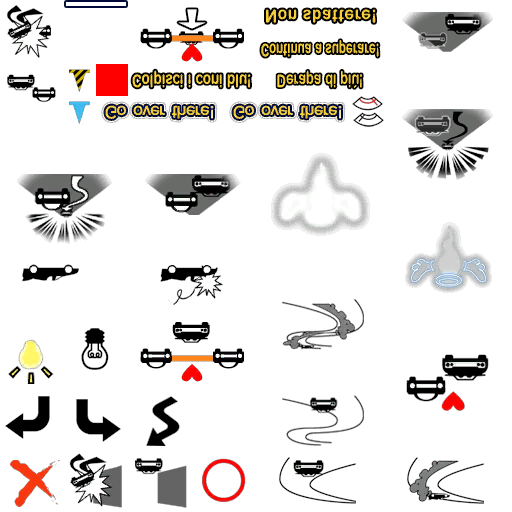 Non sbattere!
Continua a superare!
Colpisci i coni blu!
Derapa di più!
Go over there!
Go over there!